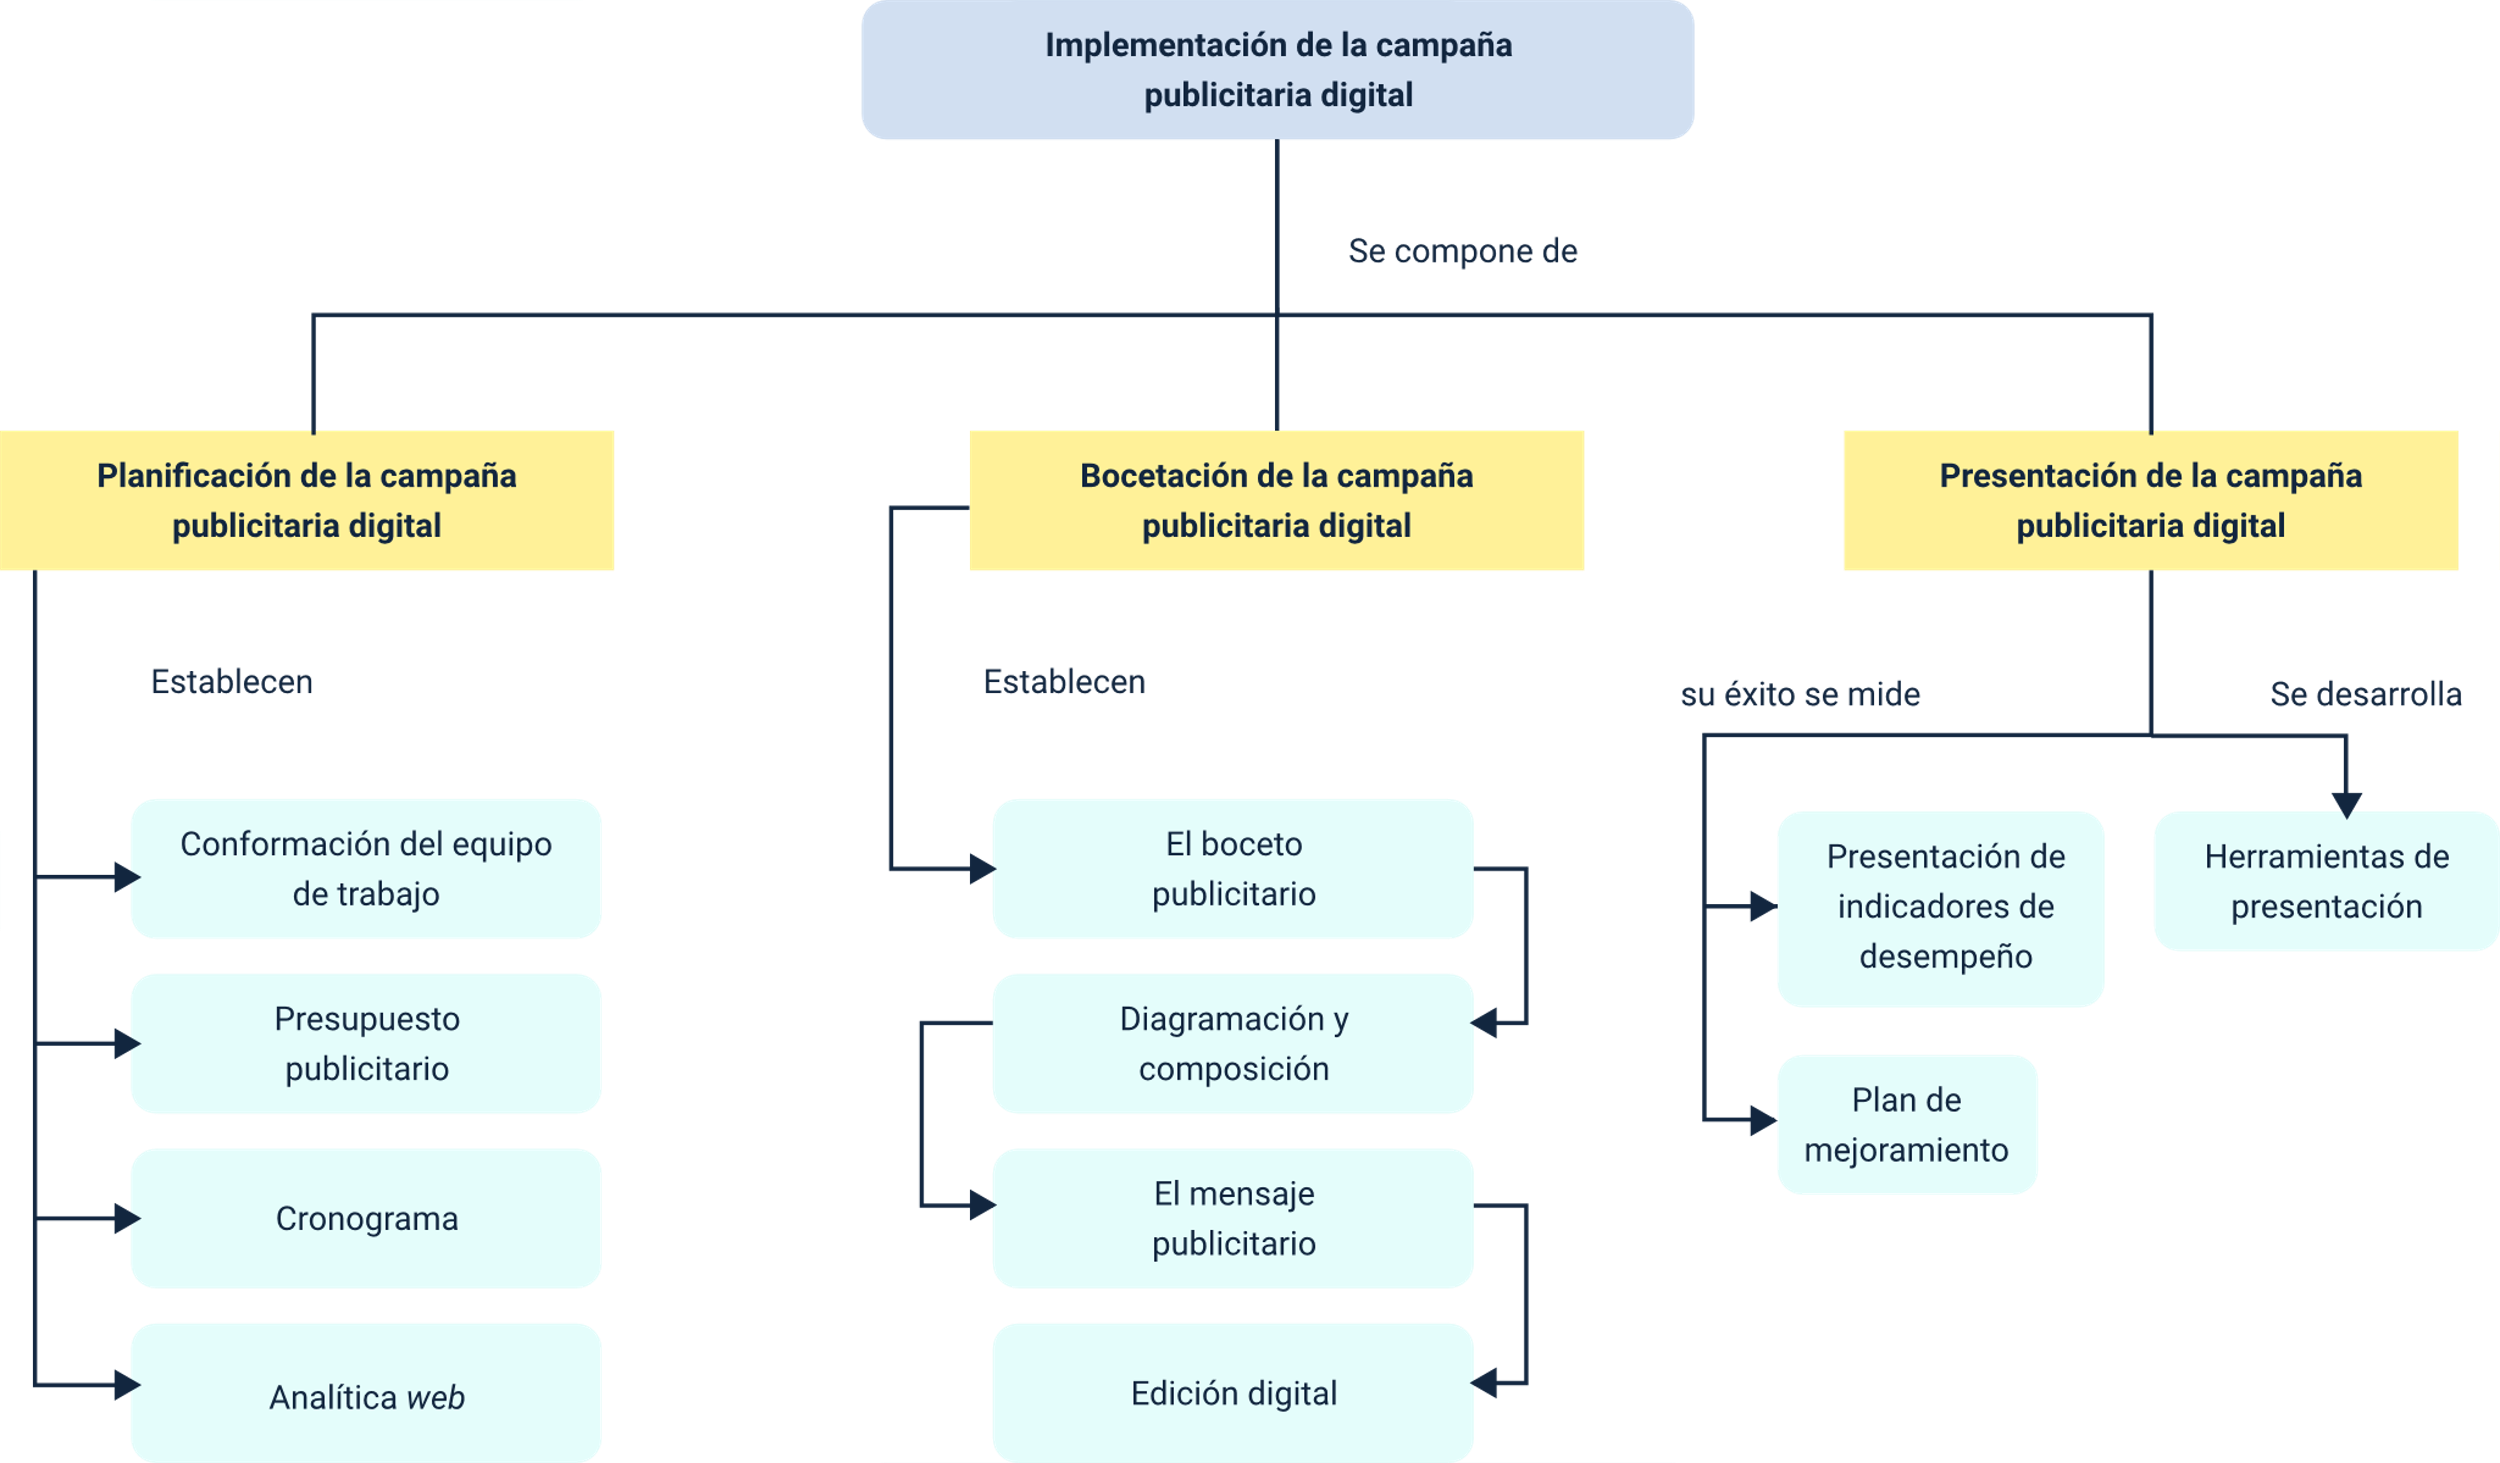 Implementación de la campaña
publicitaria digital
Se compone de
Planificación de la campaña
publicitaria digital
Establecen
Conformación del equipo
de trabajo
Presupuesto
publicitario
Cronograma
Analítica web
Bocetación de la campaña
publicitaria digital
Establecen
El boceto
publicitario
Diagramación y
composición
El mensaje
publicitario
Edición digital
Presentación de la campaña
publicitaria digital
su éxito se mide
Presentación de
indicadores de
desempeño
Plan de
mejoramiento
Se desarrolla
Herramientas de
presentación